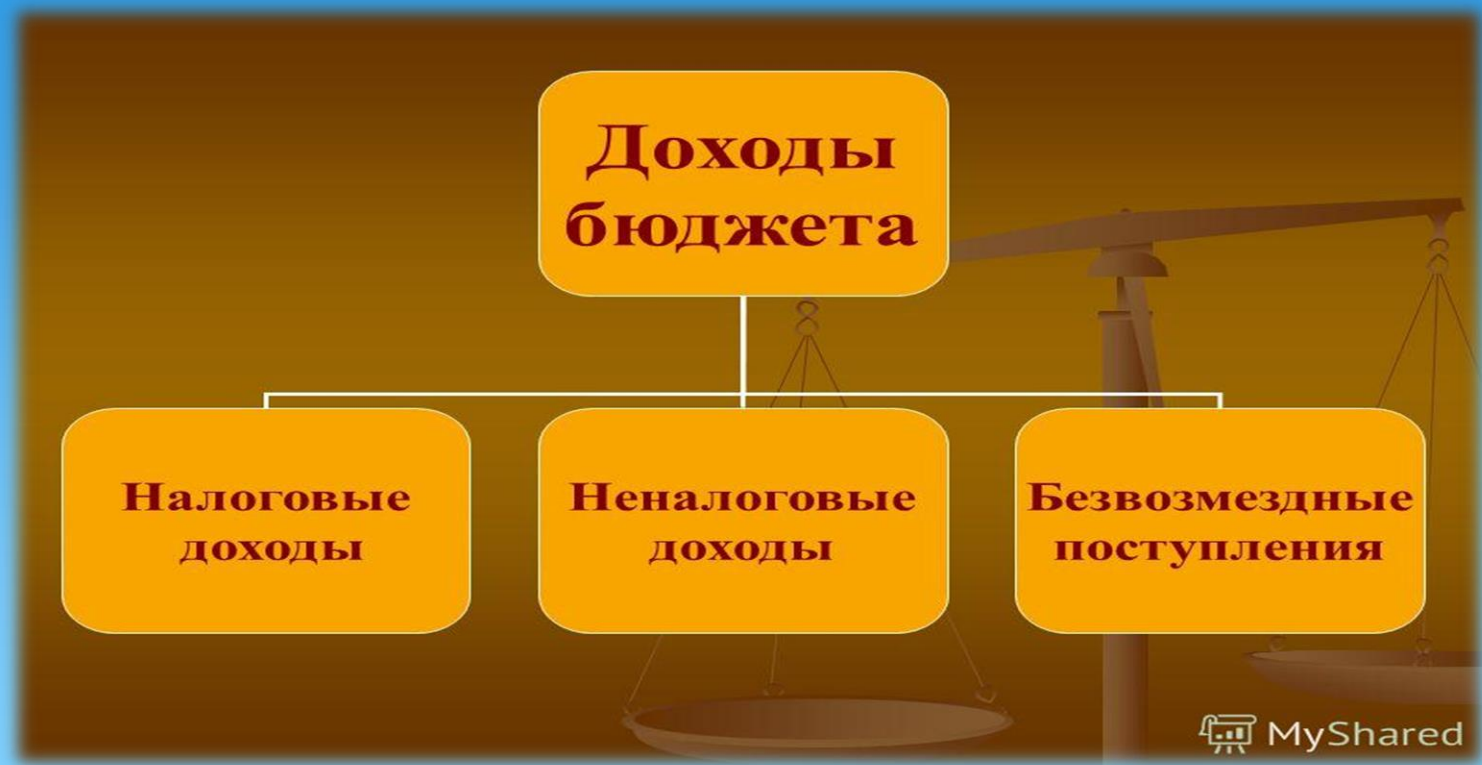 Доходы
бюджета
Налоговые
доходы
Неналоговые
доходы
Безвозмездные
поступления
MyShared